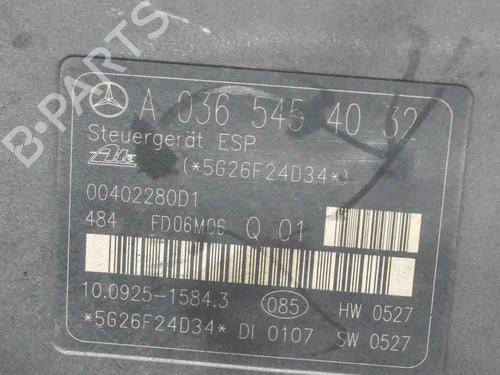 A 036 545 40 32
Steuergerät ESP
Ate (*5G26F24D34*)
00402280D1
484 FD06M06 Q 01
10.0925-1584.3 085 HW 0527
*5G26F24D34* DI 0107 SW 0527
B-PARTS